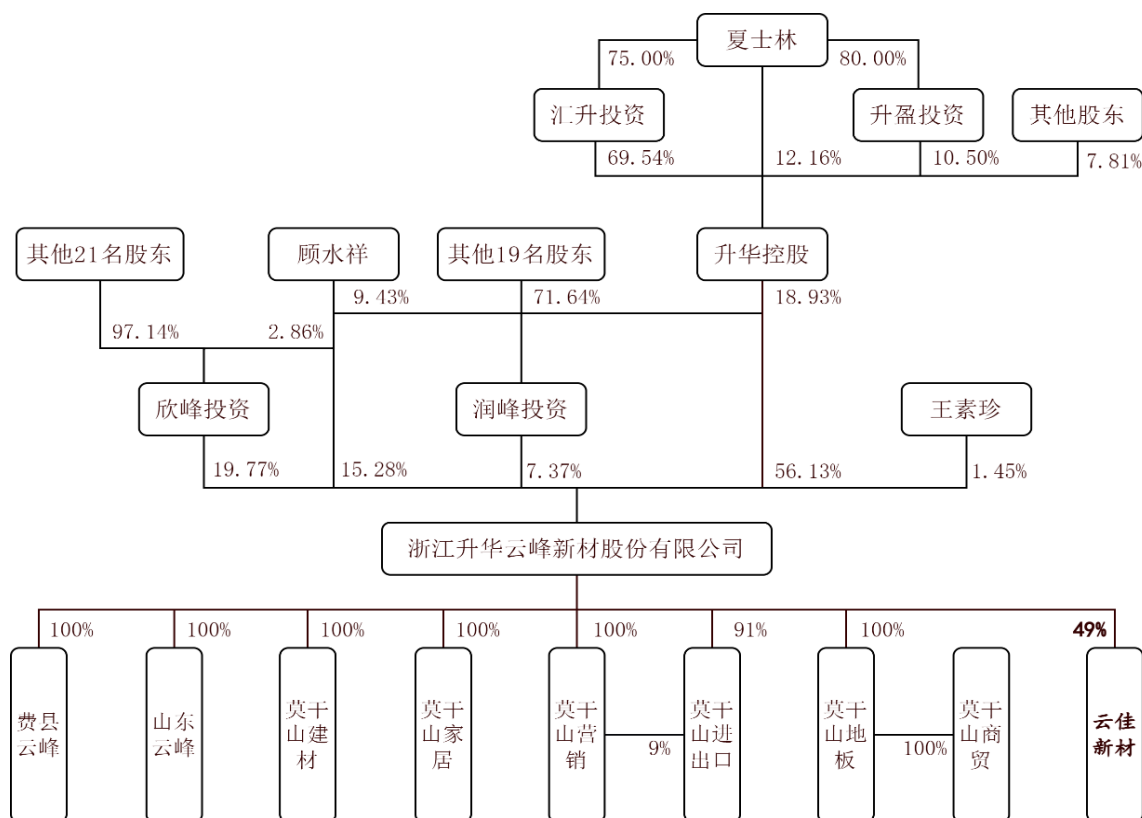 夏士林
75.00%
80.00%
汇升投资
升盈投资
其他股东
69.54%
12.16%
10.50%
7.81%
其他21名股东
顾水祥
其他19名股东
升华控股
9.43%
71.64%
18.93%
97.14%
2.86%
欣峰投资
润峰投资
王素珍
19.77%
15.28%
7.37%
56.13%
1.45%
浙江升华云峰新材股份有限公司
100%
100%
100%
100%
100%
91%
100%
49%
费县
云峰
山东
云峰
莫干
山建
材
莫干
山家
居
莫干
山营
销
9%
莫干
山进
出口
莫干
山地
板
100%
莫干
山商
贸
云佳
新材